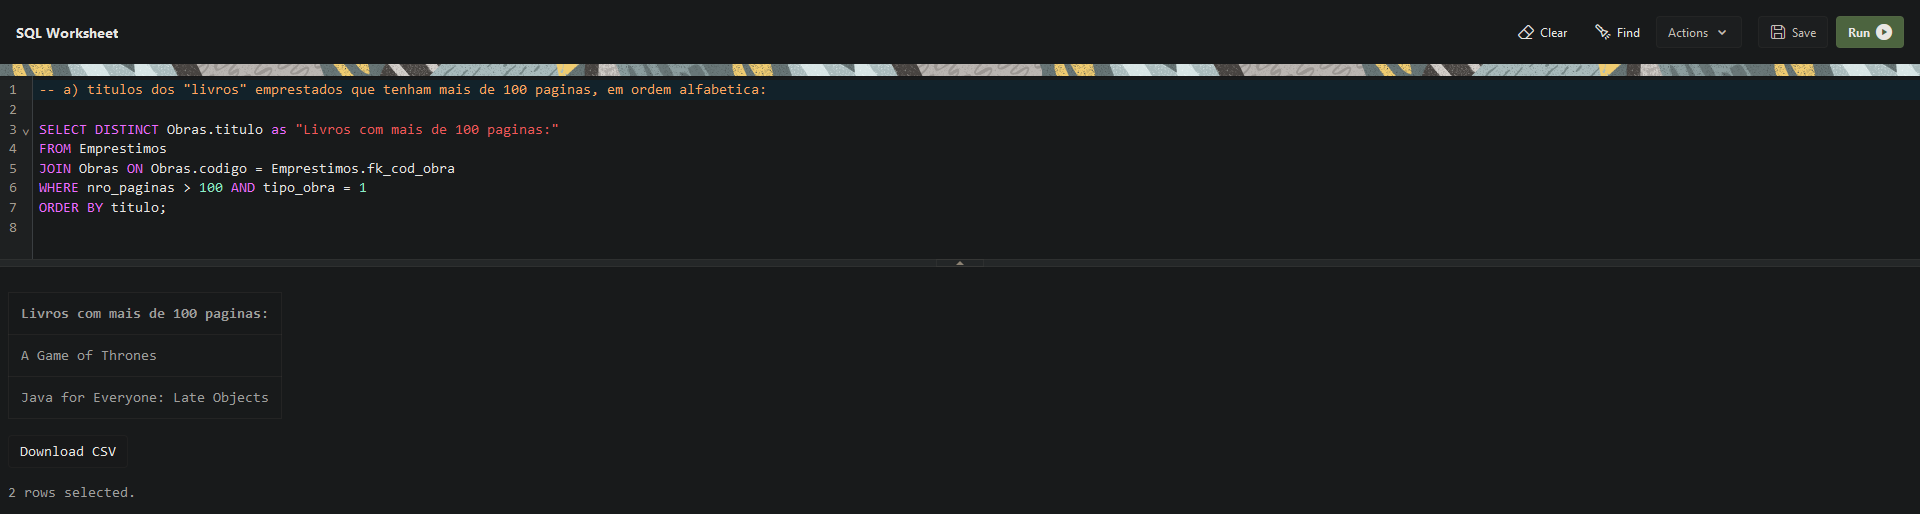 SQL Worksheet
Clear
Find
Actions
Save
Run
1 -- a) titulos dos "livros" emprestados que tenham mais de 100 paginas, em ordem alfabetica:
2
3 SELECT DISTINCT Obras.titulo as "Livros com mais de 100 paginas:"
4 FROM Emprestimos
5 JOIN Obras ON Obras.codigo = Emprestimos.fk_cod_obra
6 WHERE nro_paginas > 100 AND tipo_obra = 1
7 ORDER BY titulo;
8
Livros com mais de 100 paginas:
A Game of Thrones
Java for Everyone: Late Objects
Download CSV
2 rows selected.